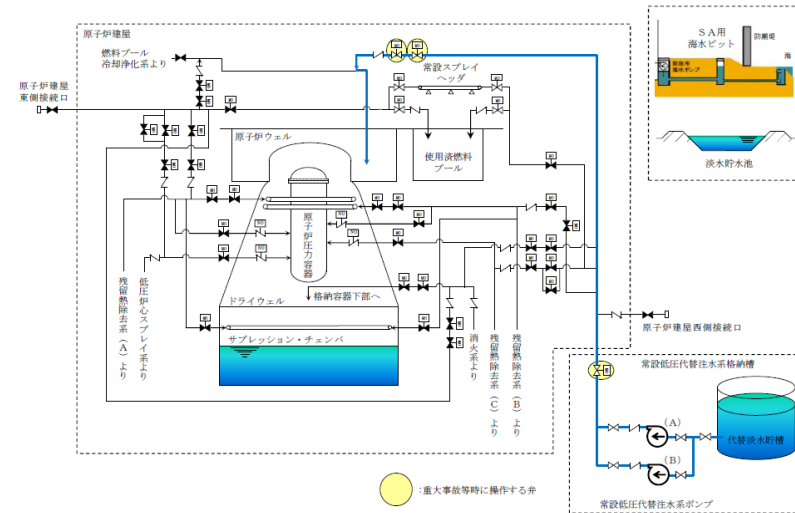 原子炉建屋
燃料プール
冷却浄化系より
原子炉建屋
東側接続口
常設スプレイ
ヘッダ
原子炉ウェル
使用済燃料
プール
原子炉圧力容器
ドライウェル
格納容器下部へ
サプレッション・チェンバ
残留熱除去系（A）より
低圧炉心スプレイ系より
消火系より
残留熱除去系（C）より
残留熱除去系（B）より
SA用
海水ピット
防潮堤
海
緊急用
海水ポンプ
淡水貯水池
原子炉建屋西側接続口
常設低圧代替注水系格納槽
(A)
(B)
代替淡水貯槽
常設低圧代替注水系ポンプ
:重大事故等時に操作する弁